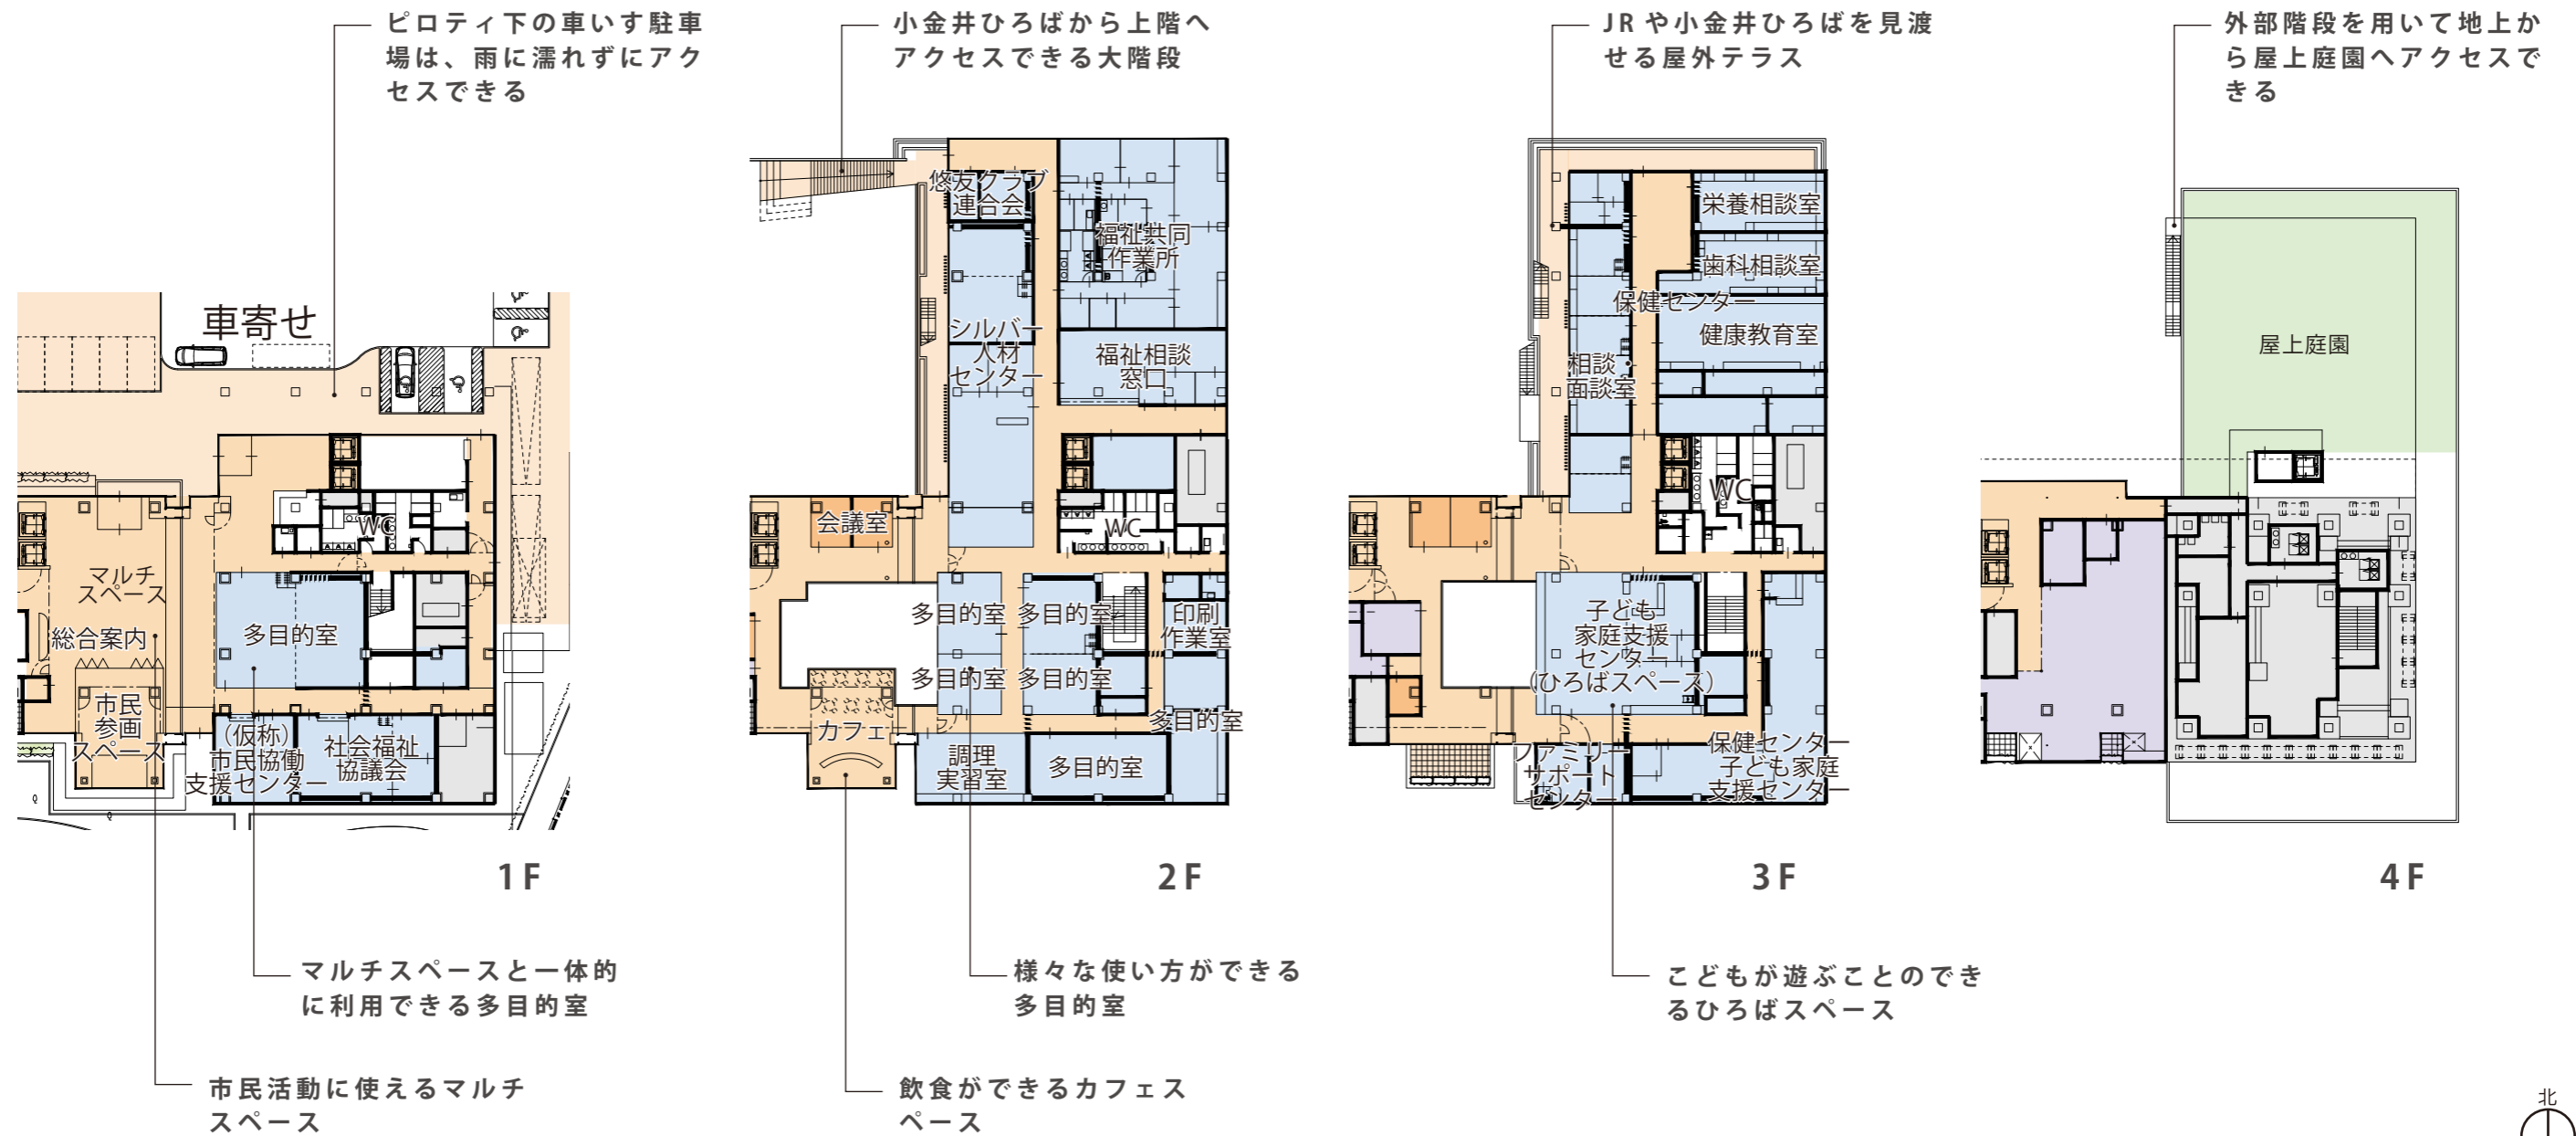 ピロティ下の車いす駐車
場は、雨に濡れずにアク
セスできる
小金井ひろばから上階へ
アクセスできる大階段
JRや小金井ひろばを見渡
せる屋外テラス
外部階段を用いて地上か
ら屋上庭園へアクセスで
きる
車寄せ
WC
マルチ
スペース
総合案内
多目的室
市民
参画
スペース
（仮称）
市民協働
支援センター
社会福祉
協議会
1F
悠友クラブ
連合会
福祉共同
作業所
シルバー
人材
センター
福祉相談
窓口
会議室
WC
多目的室
多目的室
印刷
作業室
多目的室
多目的室
カフェ
多目的室
調理
実習室
多目的室
2F
栄養相談室
歯科相談室
保健センター
健康教育室
相談・
面談室
WC
子ども
家庭支援
センター
（ひろばスペース）
ファミリー
サポート
センター
保健センター
子ども家庭
支援センター
3F
屋上庭園
4F
マルチスペースと一体的
に利用できる多目的室
市民活動に使えるマルチ
スペース
様々な使い方ができる
多目的室
飲食ができるカフェス
ペース
こどもが遊ぶことのでき
るひろばスペース
北